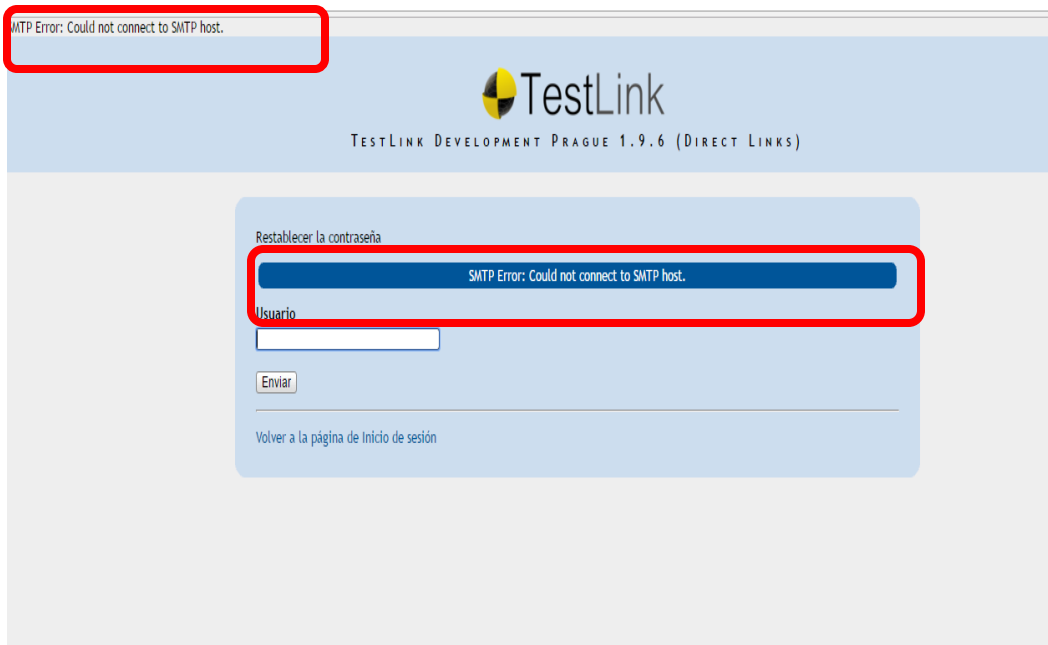 MTP Error: Could not connect to SMTP host.
TestLink
TestLink Development Prague 1.9.6 (Direct Links)
Restablecer la contraseña
SMTP Error: Could not connect to SMTP host.
Usuario
Enviar
Volver a la página de Inicio de sesión